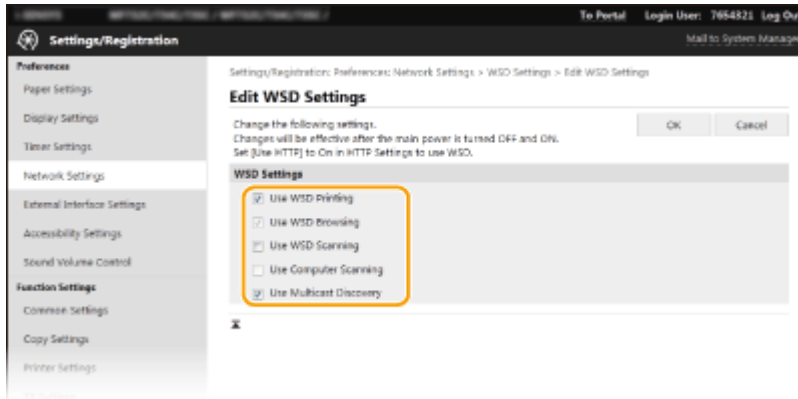 To Portal Login User: 7654321 Log Ou
Settings/Registration
Mail to System Manage
Preferences
Paper Settings
Display Settings
Timer Settings
Network Settings
External Interface Settings
Accessibility Settings
Sound Volume Control
Function Settings
Common Settings
Copy Settings
Printer Settings
Settings/Registration: Preferences: Network Settings > WSD Settings > Edit WSD Settings
Edit WSD Settings
Change the following settings.
Changes will be effective after the main power is turned OFF and ON.
Set [Use HTTP] to On in HTTP Settings to use WSD.
OK Cancel
WSD Settings
Use WSD Printing
Use WSD Browsing
Use WSD Scanning
Use Computer Scanning
Use Multicast Discovery